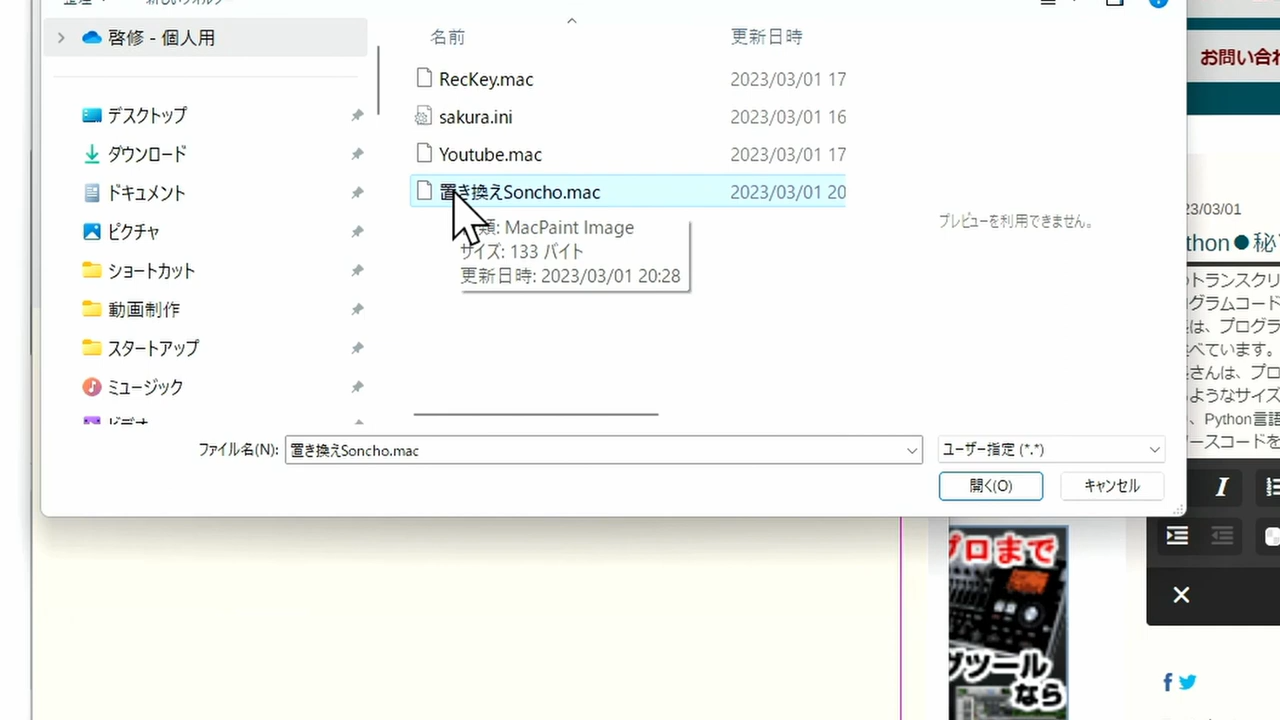 啓修 - 個人用
デスクトップ
ダウンロード
ドキュメント
ピクチャ
ショートカット
動画制作
スタートアップ
ミュージック
名前 更新日時
RecKey.mac 2023/03/01 17
sakura.ini 2023/03/01 16
Youtube.mac 2023/03/01 17
置き換えSoncho.mac 2023/03/01 20
類: MacPaint Image
サイズ: 133 バイト
更新日時: 2023/03/01 20:28
プレビューを利用できません。
ファイル名(N): 置き換えSoncho.mac ユーザー指定 (*.*)
開く(O) キャンセル
お問い合わ
23/03/01
thon●秘
トランスクリ
グラムコード
は、プログラ
べています。
さんは、プロ
ようなサイズ
、Python言語
ースコードを
プロまで
ツール
なら